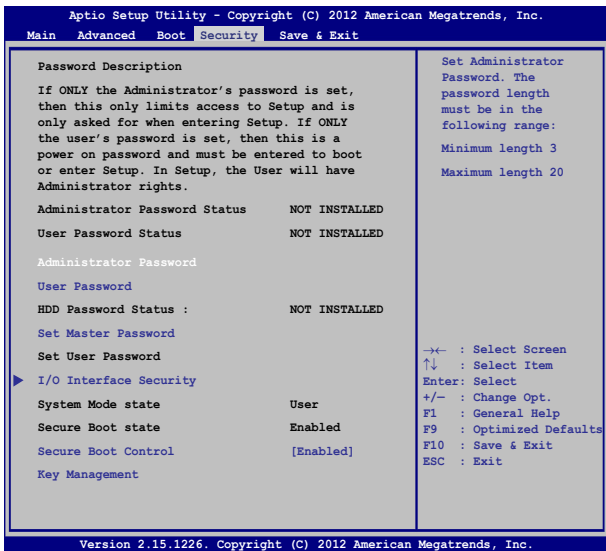 Aptio Setup Utility - Copyright (C) 2012 American Megatrends, Inc.
Main Advanced Boot Security Save & Exit
Password Description
If ONLY the Administrator's password is set,
then this only limits access to Setup and is
only asked for when entering Setup. If ONLY
the user's password is set, then this is a
power on password and must be entered to boot
or enter Setup. In Setup, the User will have
Administrator rights.
Administrator Password Status NOT INSTALLED
User Password Status NOT INSTALLED
Administrator Password
User Password
HDD Password Status : NOT INSTALLED
Set Master Password
Set User Password
I/O Interface Security
System Mode state User
Secure Boot state Enabled
Secure Boot Control [Enabled]
Key Management
Set Administrator
Password. The
password length
must be in the
following range:
Minimum length 3
Maximum length 20
→← : Select Screen
↑↓ : Select Item
Enter: Select
+/— : Change Opt.
F1 : General Help
F9 : Optimized Defaults
F10 : Save & Exit
ESC : Exit
Version 2.15.1226. Copyright (C) 2012 American Megatrends, Inc.